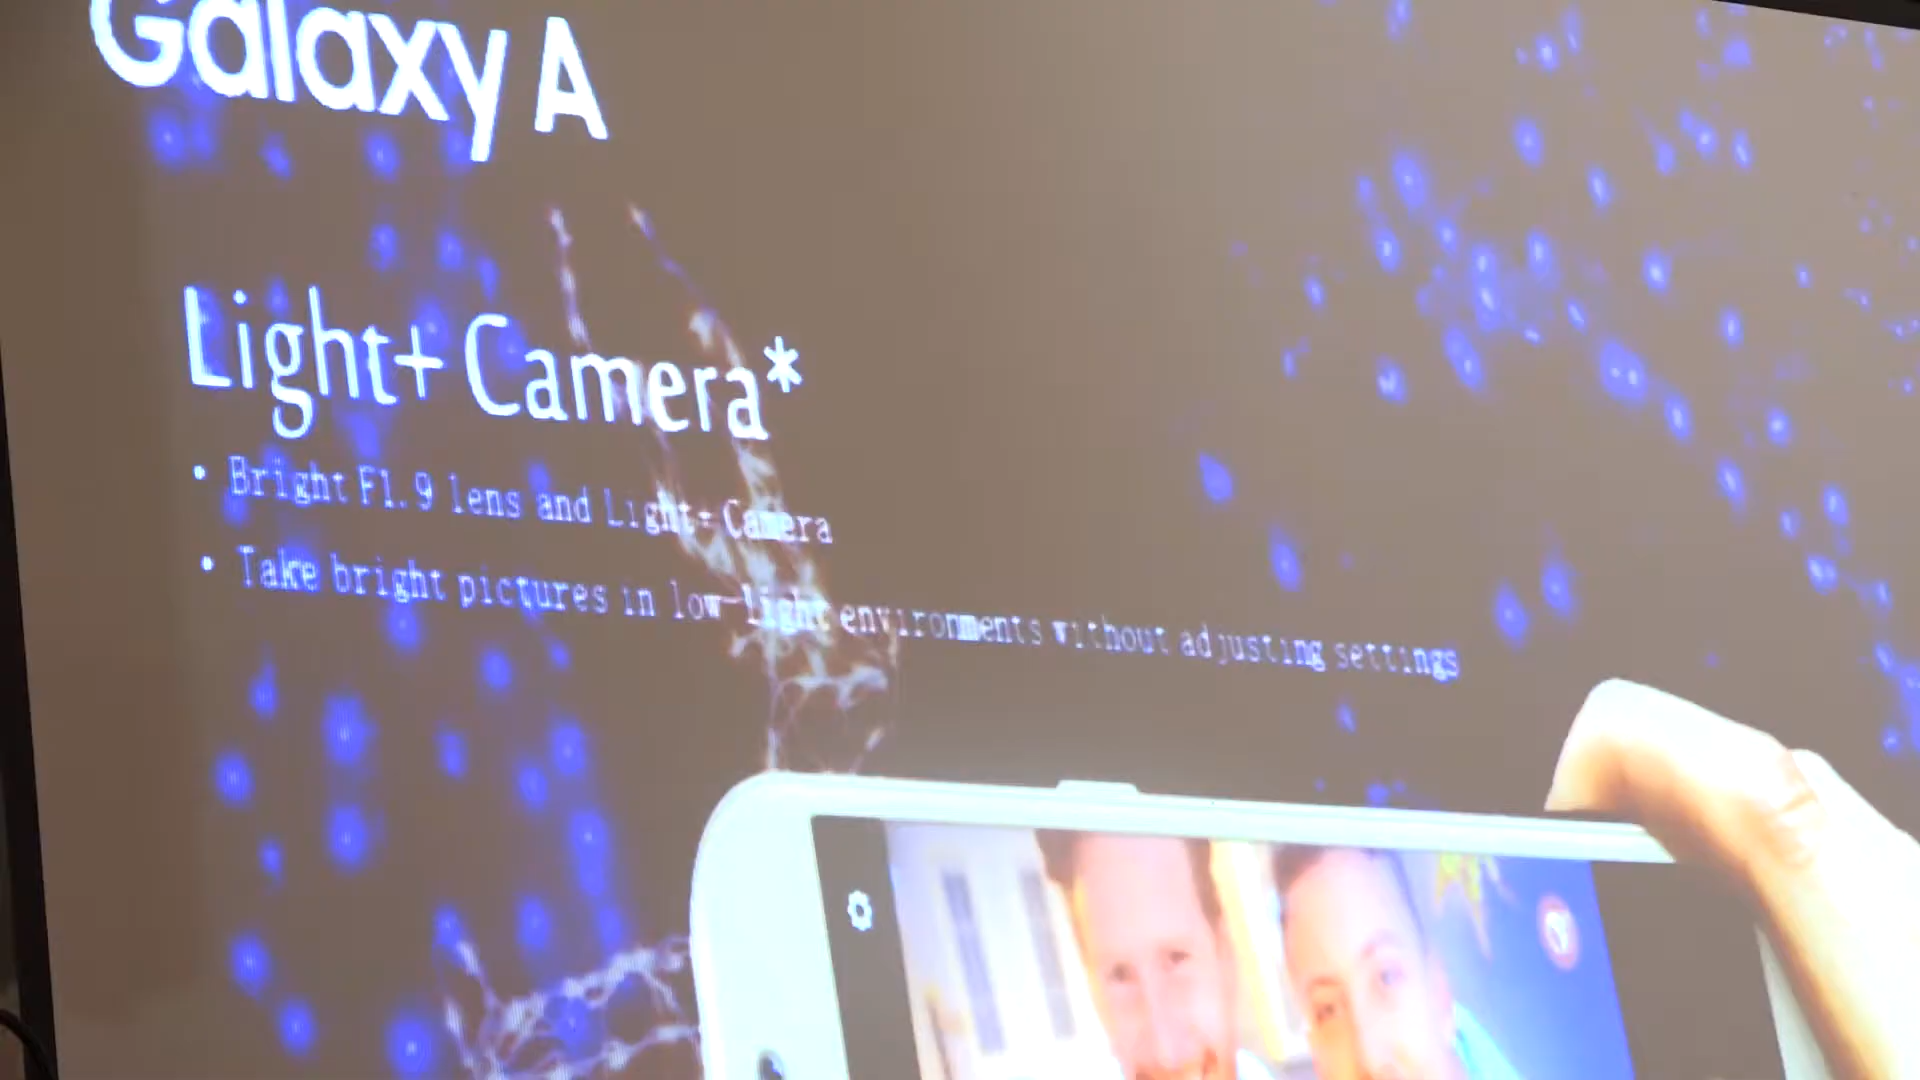 Galaxy A
Light+ Camera*
• Bright F1.9 lens and Light+ Camera
• Take bright pictures in low-light environments without adjusting settings